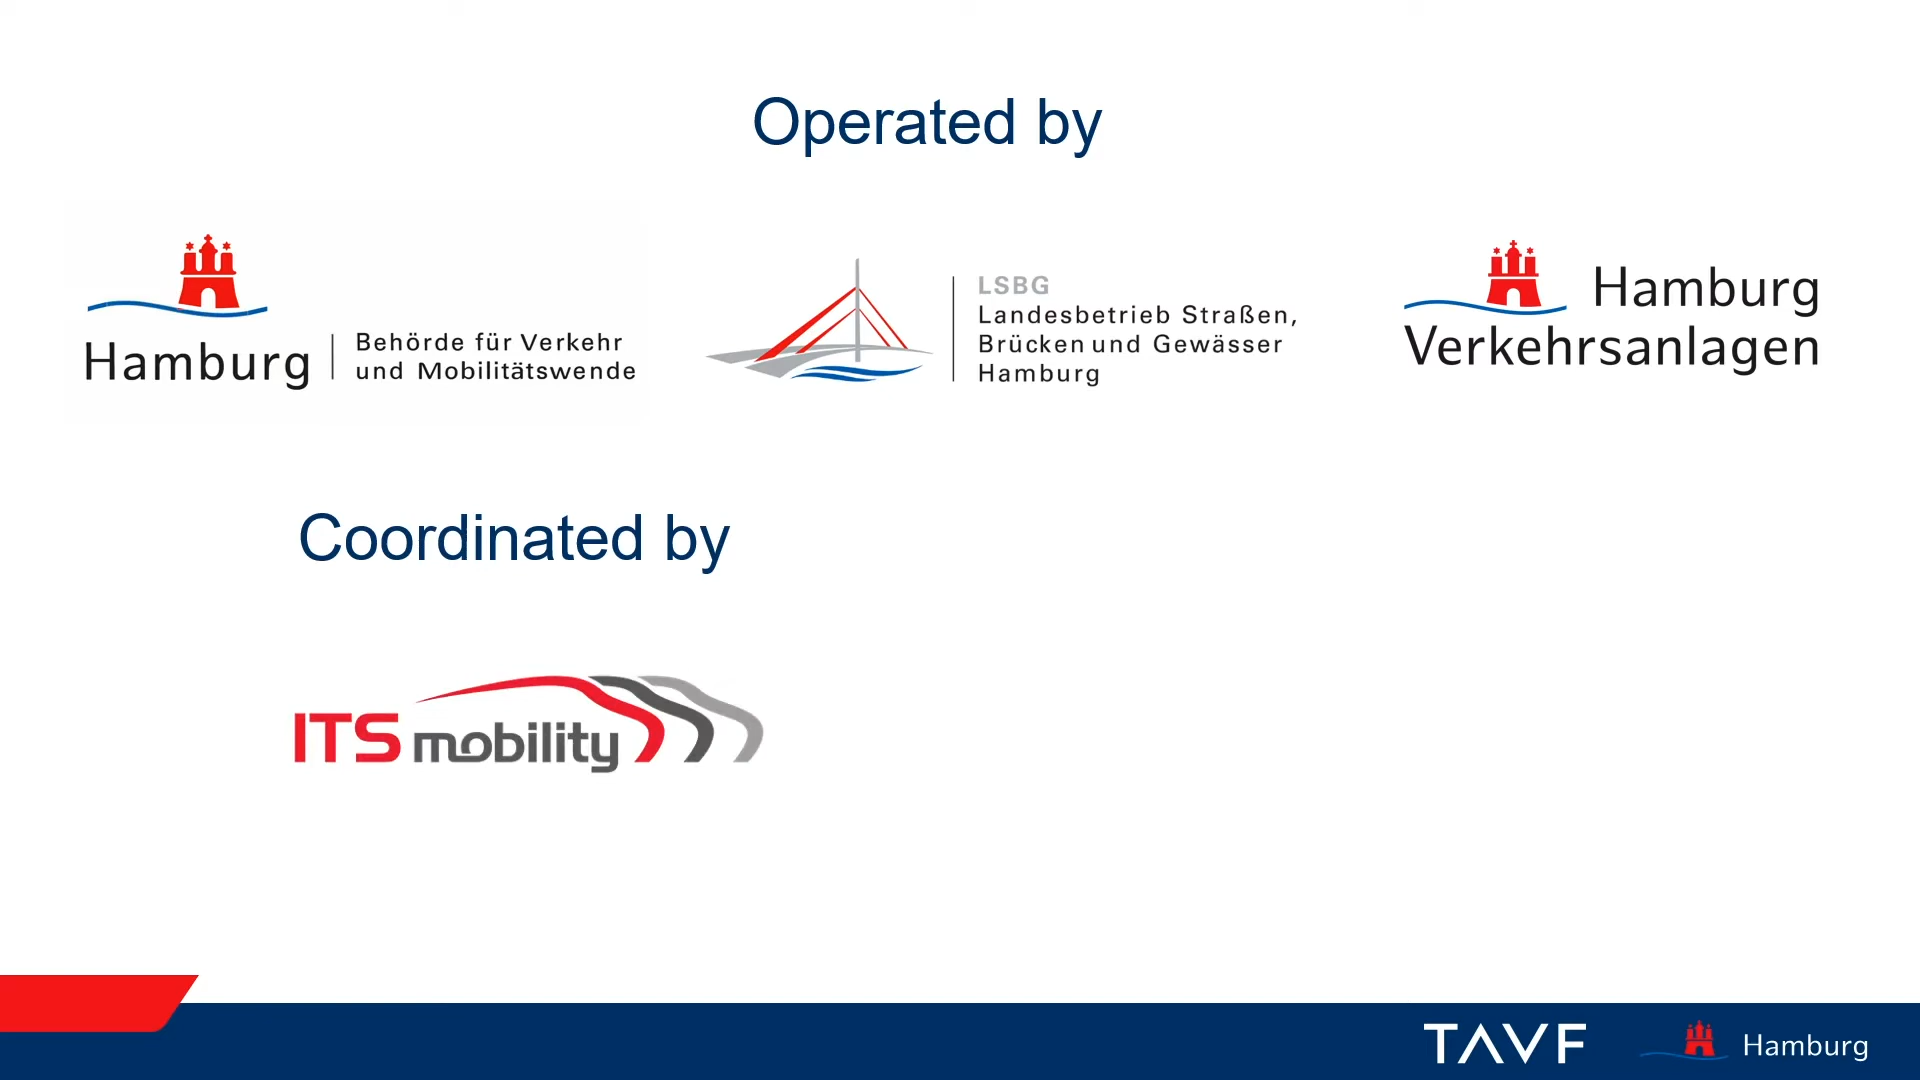 Operated by
Hamburg
Behörde für Verkehr
und Mobilitätswende
LSBG
Landesbetrieb Straßen,
Brücken und Gewässer
Hamburg
Hamburg
Verkehrsanlagen
Coordinated by
ITS mobility
TAVF
Hamburg